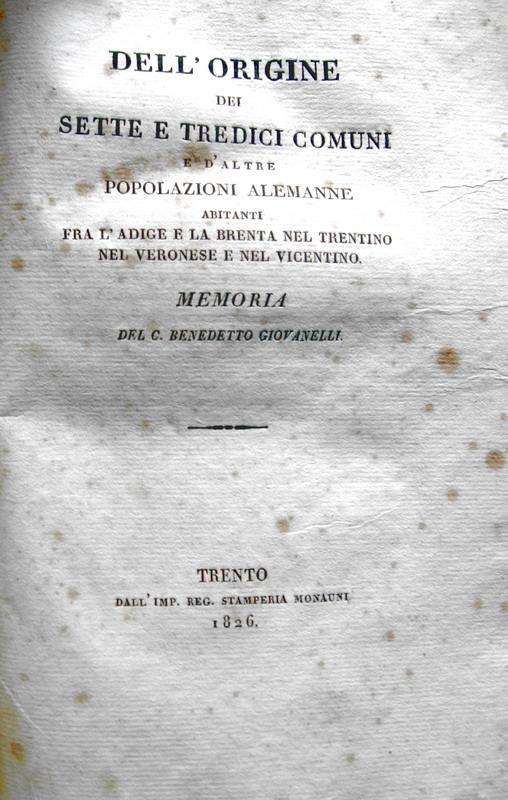 DELL' ORIGINE
DEI
SETTE E TREDICI COMUNI
E D'ALTRE
POPOLAZIONI ALEMANNE
ABITANTI
FRA L'ADIGE E LA BRENTA NEL TRENTINO
NEL VERONESE E NEL VICENTINO.
MEMORIA
DEL C. BENEDETTO GIOVANELLI.
TRENTO
DALL' IMP. REG. STAMPERIA MONAUNI
1826.